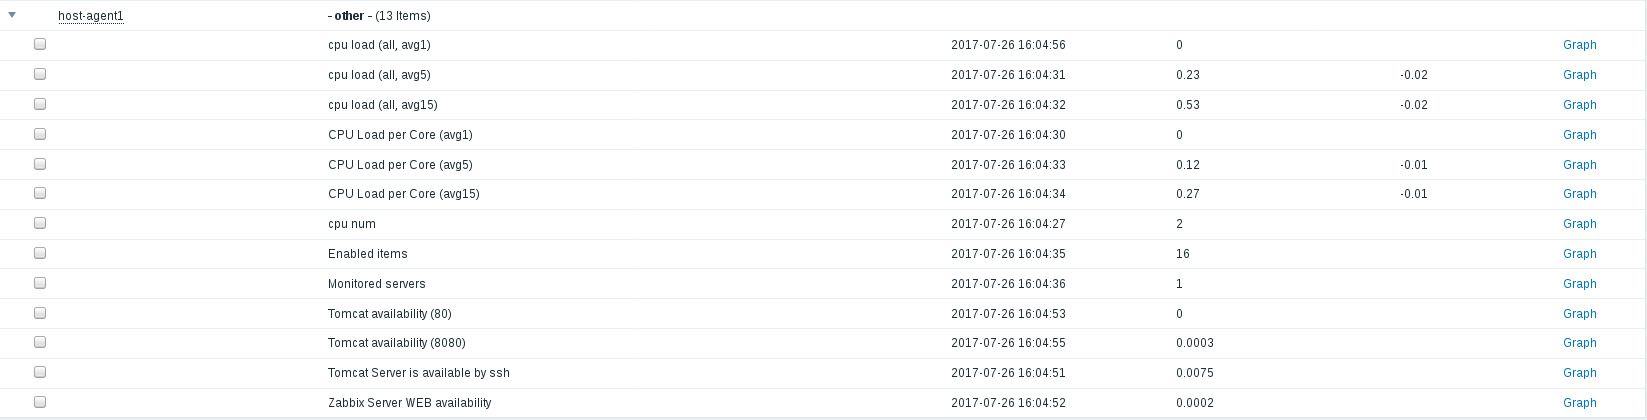 host-agent1 - other - (13 Items)
cpu load (all, avg1) 2017-07-26 16:04:56 0 Graph
cpu load (all, avg5) 2017-07-26 16:04:31 0.23 -0.02 Graph
cpu load (all, avg15) 2017-07-26 16:04:32 0.53 -0.02 Graph
CPU Load per Core (avg1) 2017-07-26 16:04:30 0 Graph
CPU Load per Core (avg5) 2017-07-26 16:04:33 0.12 -0.01 Graph
CPU Load per Core (avg15) 2017-07-26 16:04:34 0.27 -0.01 Graph
cpu num 2017-07-26 16:04:27 2 Graph
Enabled items 2017-07-26 16:04:35 16 Graph
Monitored servers 2017-07-26 16:04:36 1 Graph
Tomcat availability (80) 2017-07-26 16:04:53 0 Graph
Tomcat availability (8080) 2017-07-26 16:04:55 0.0003 Graph
Tomcat Server is available by ssh 2017-07-26 16:04:51 0.0075 Graph
Zabbix Server WEB availability 2017-07-26 16:04:52 0.0002 Graph